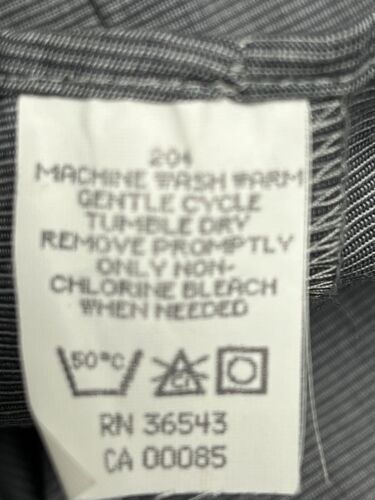 204
MACHINE WASH WARM
GENTLE CYCLE
TUMBLE DRY
REMOVE PROMPTLY
ONLY NON-
CHLORINE BLEACH
WHEN NEEDED
50°C Cl
RN 36543
CA 00085